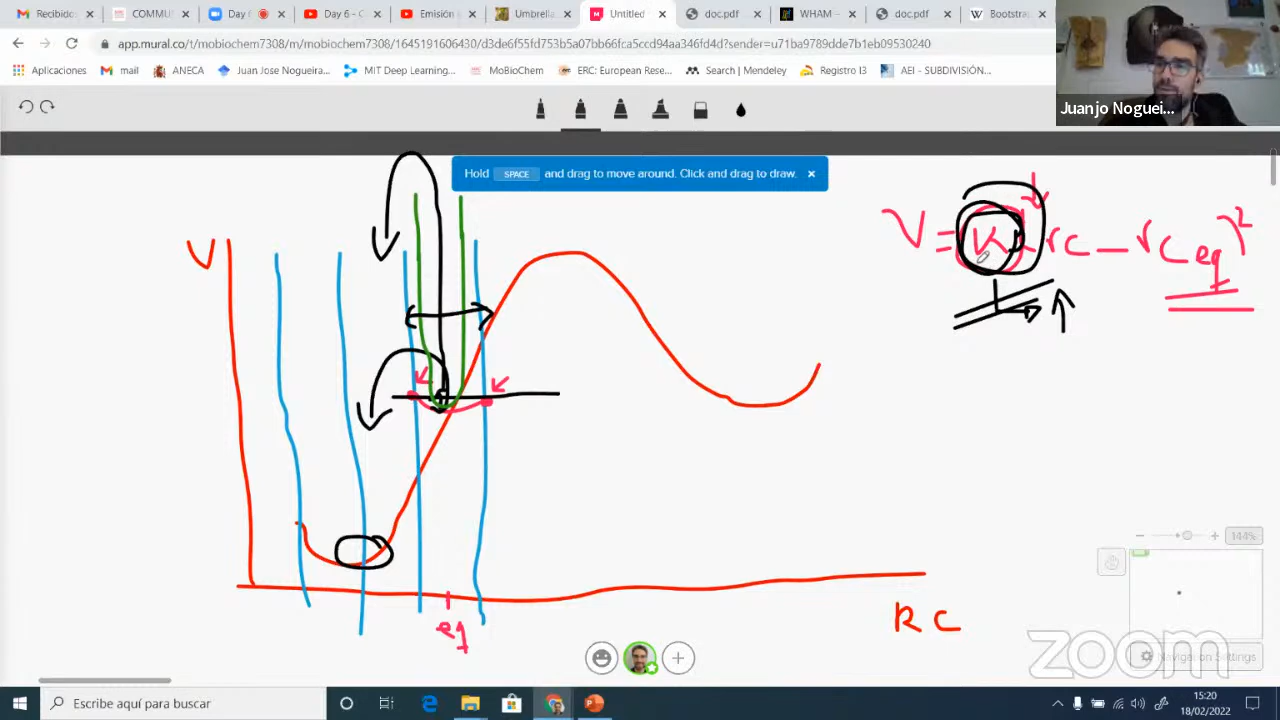 Recibido
COMMU
Day 6
Day 6 - C
Emisión e
Umbrella
Untitled
doc.pdf
WHAM –
doc.pdf
Bootstrap
app.mural.co/t/mobiochem7308/m/mobiochem7308/1645191606430/d3de6f55fd753b5a07bb66fca5ccd94aa346fd4d?sender=u71ba9789dde7b1eb09530240
Aplicaciones
mail
ANECA
Juan Jose Nogueira...
MIT Deep Learning...
MoBioChem
ERC: European Rese...
Search | Mendeley
Registro I3
AEI - SUBDIVISIÓN
Juanjo Noguei...
Hold SPACE and drag to move around. Click and drag to draw.
V
V = K (rc - rc eq)²
144%
eq
RC
zoom
Navigation Settings
Escribe aquí para buscar
15:20
18/02/2022